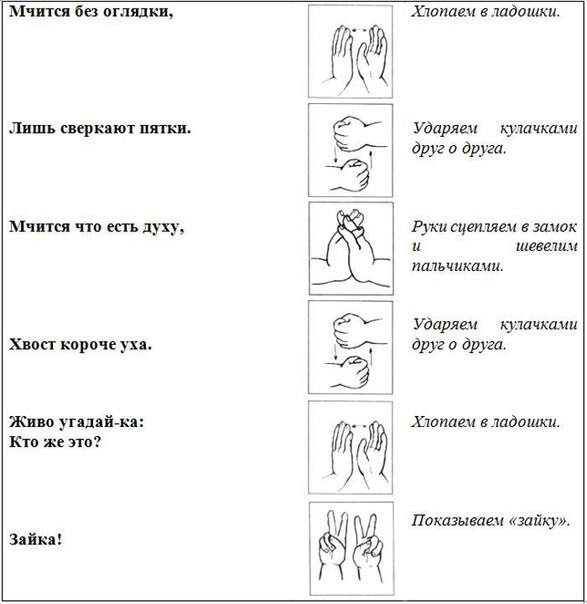 Мчится без оглядки,
Хлопаем в ладошки.
Лишь сверкают пятки.
Ударяем кулачками
друг о друга.
Мчится что есть духу,
Руки сцепляем в замок
и шевелим
пальчиками.
Хвост короче уха.
Ударяем кулачками
друг о друга.
Живо угадай-ка:
Кто же это?
Хлопаем в ладошки.
Зайка!
Показываем «зайку».